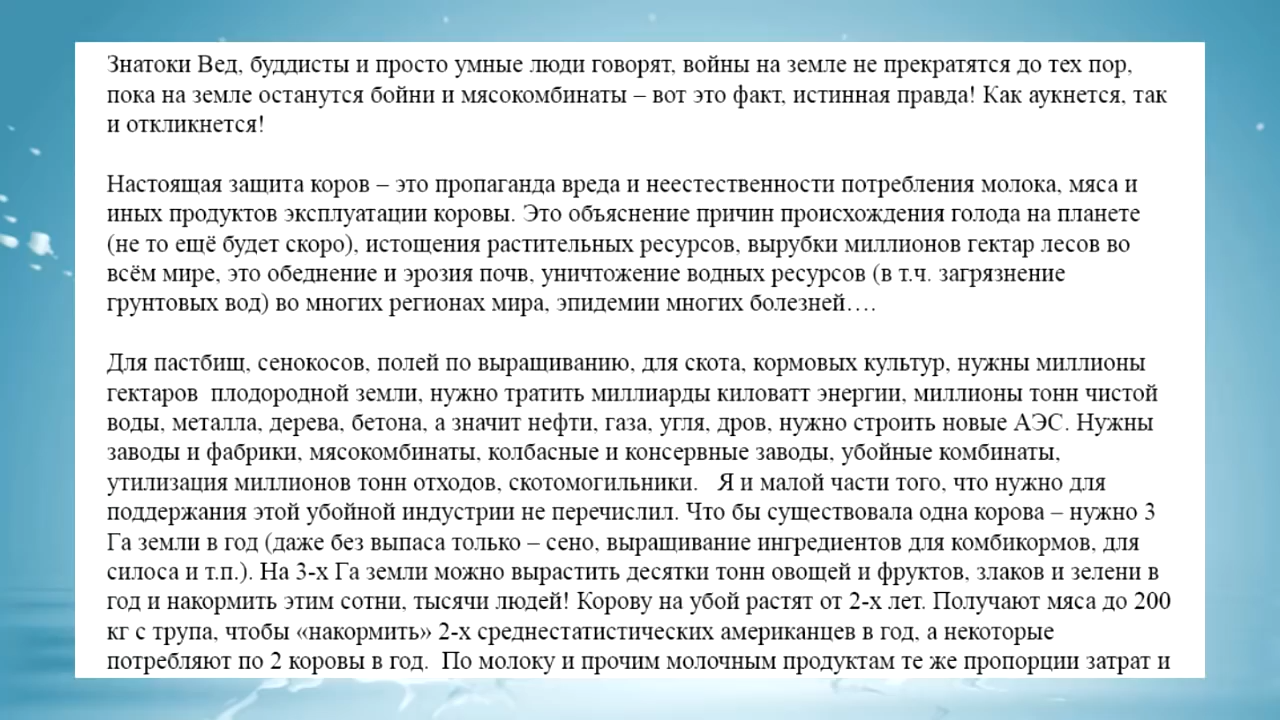 Знатоки Вед, буддисты и просто умные люди говорят, войны на земле не прекратятся до тех пор,
пока на земле останутся бойни и мясокомбинаты – вот это факт, истинная правда! Как аукнется, так
и откликнется!
Настоящая защита коров – это пропаганда вреда и неестественности потребления молока, мяса и
иных продуктов эксплуатации коровы. Это объяснение причин происхождения голода на планете
(не то ещё будет скоро), истощения растительных ресурсов, вырубки миллионов гектар лесов во
всём мире, это обеднение и эрозия почв, уничтожение водных ресурсов (в т.ч. загрязнение
грунтовых вод) во многих регионах мира, эпидемии многих болезней….
Для пастбищ, сенокосов, полей по выращиванию, для скота, кормовых культур, нужны миллионы
гектаров  плодородной земли, нужно тратить миллиарды киловатт энергии, миллионы тонн чистой
воды, металла, дерева, бетона, а значит нефти, газа, угля, дров, нужно строить новые АЭС. Нужны
заводы и фабрики, мясокомбинаты, колбасные и консервные заводы, убойные комбинаты,
утилизация миллионов тонн отходов, скотомогильники.   Я и малой части того, что нужно для
поддержания этой убойной индустрии не перечислил. Что бы существовала одна корова – нужно 3
Га земли в год (даже без выпаса только – сено, выращивание ингредиентов для комбикормов, для
силоса и т.п.). На 3-х Га земли можно вырастить десятки тонн овощей и фруктов, злаков и зелени в
год и накормить этим сотни, тысячи людей! Корову на убой растят от 2-х лет. Получают мяса до 200
кг с трупа, чтобы «накормить» 2-х среднестатистических американцев в год, а некоторые
потребляют по 2 коровы в год.  По молоку и прочим молочным продуктам те же пропорции затрат и